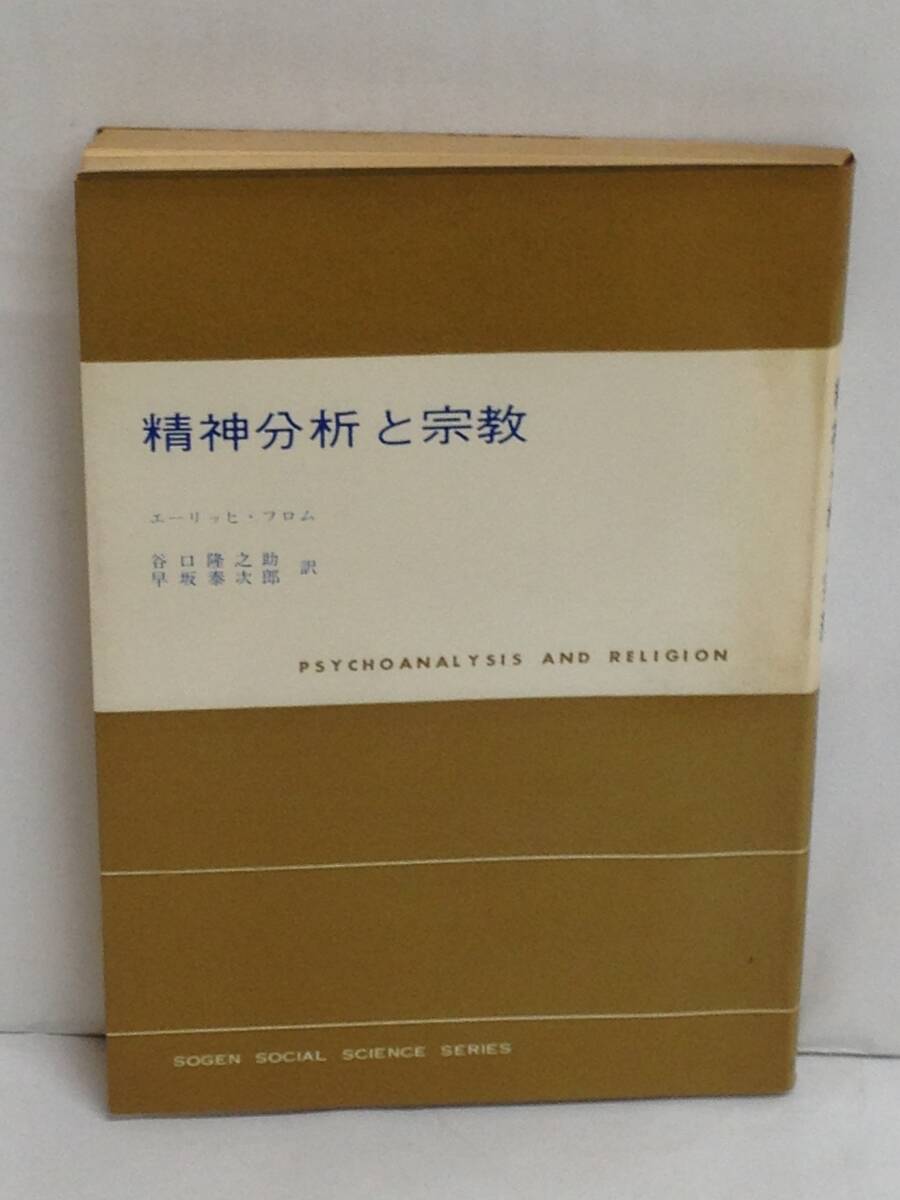 精神分析と宗教
エーリッヒ・フロム
谷口隆之助
早坂泰次郎 訳
PSYCHOANALYSIS AND RELIGION
SOGEN SOCIAL SCIENCE SERIES